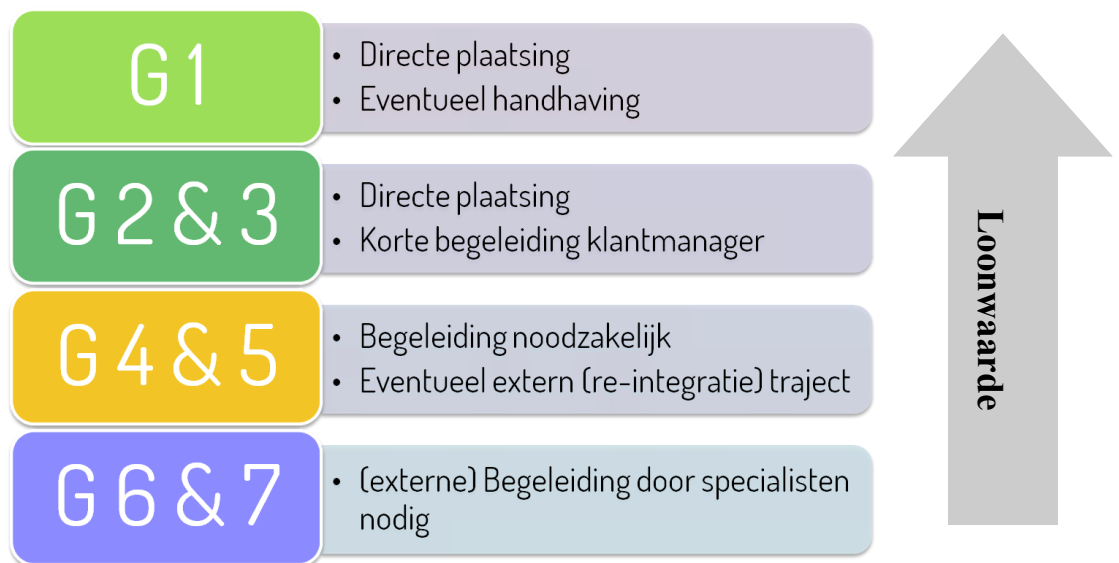 G 1
• Directe plaatsing
• Eventueel handhaving
G 2 & 3
• Directe plaatsing
• Korte begeleiding klantmanager
G 4 & 5
• Begeleiding noodzakelijk
• Eventueel extern (re-integratie) traject
G 6 & 7
• (externe) Begeleiding door specialisten
nodig
Loonwaarde